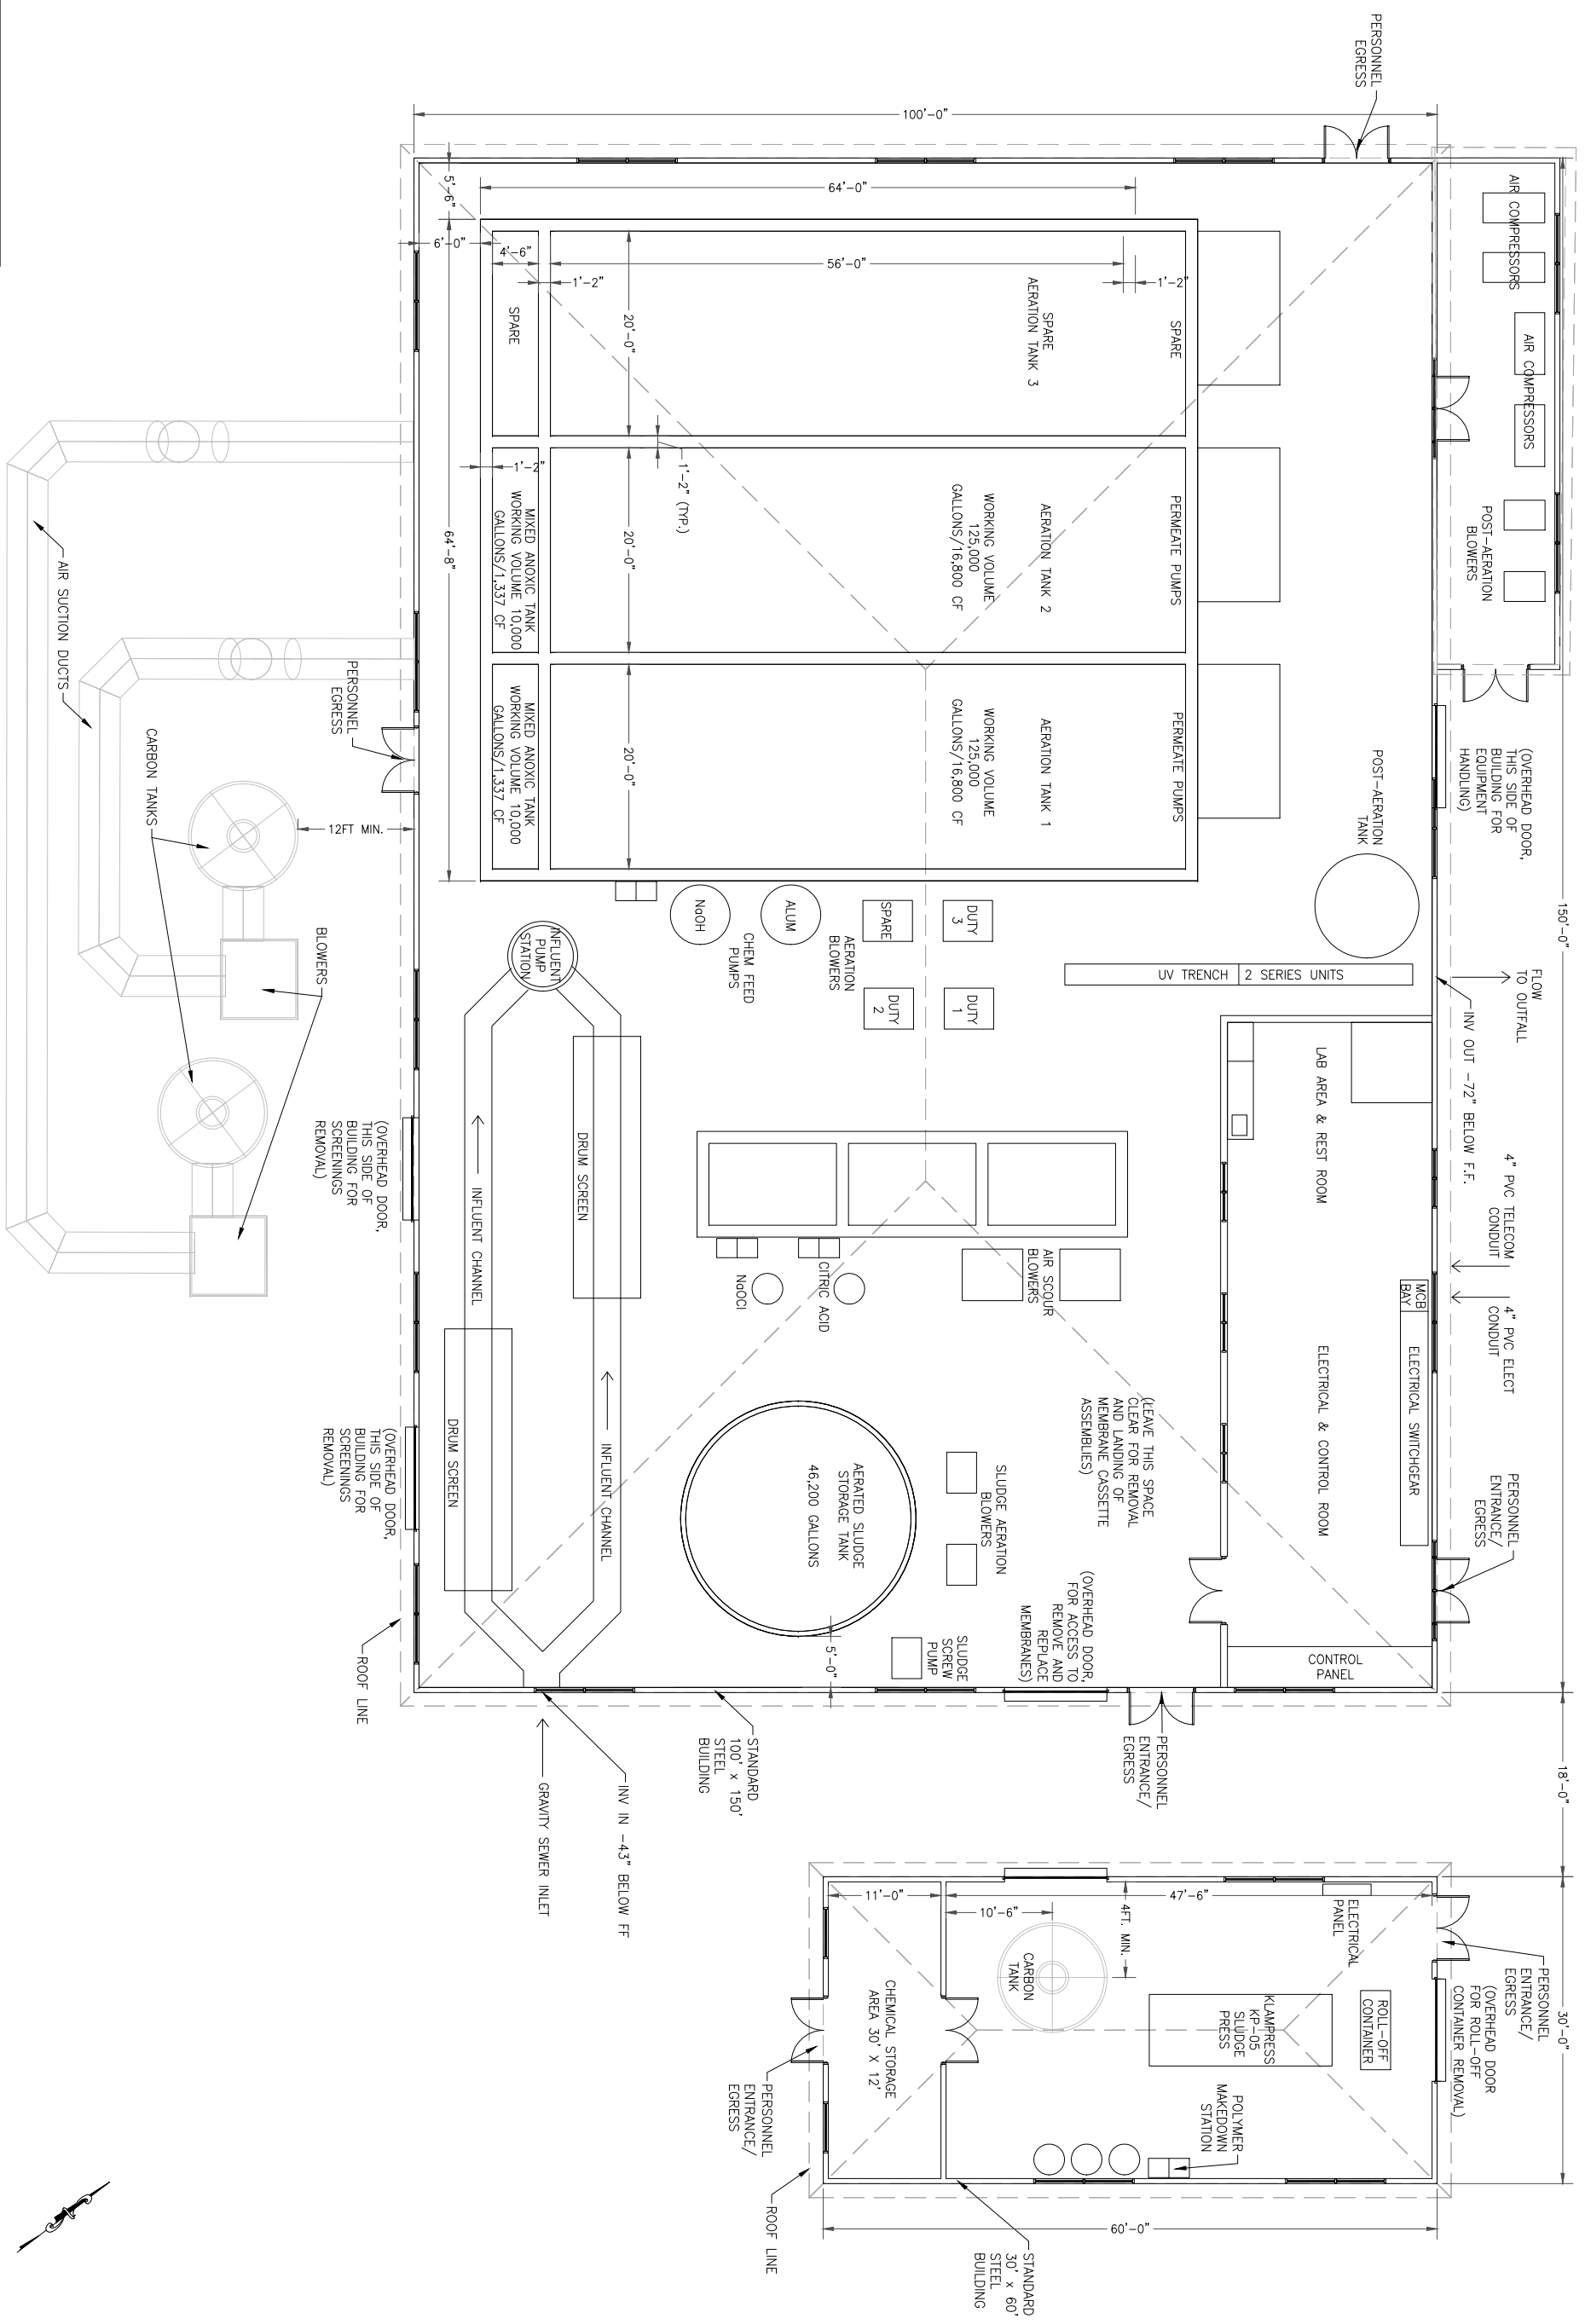 PERSONNEL
EGRESS
100'-0"
64'-0"
5'-6"
6'-0"
4'-6"
1'-2"
56'-0"
1'-2"
SPARE
20'-0"
SPARE
AERATION TANK 3
SPARE
1'-2"
1'-2" (TYP.)
64'-8"
MIXED ANOXIC TANK
WORKING VOLUME 10,000
GALLONS/1,337 CF
20'-0"
WORKING VOLUME
125,000
GALLONS/16,800 CF
AERATION TANK 2
PERMEATE PUMPS
MIXED ANOXIC TANK
WORKING VOLUME 10,000
GALLONS/1,337 CF
20'-0"
WORKING VOLUME
125,000
GALLONS/16,800 CF
AERATION TANK 1
PERMEATE PUMPS
AIR COMPRESSORS
AIR COMPRESSORS
POST-AERATION
BLOWERS
150'-0"
(OVERHEAD DOOR,
THIS SIDE OF
BUILDING FOR
EQUIPMENT
HANDLING)
POST-AERATION
TANK
AIR SUCTION DUCTS
PERSONNEL
EGRESS
CARBON TANKS
12FT MIN.
BLOWERS
NaOH
ALUM
CHEM FEED
PUMPS
SPARE
DUTY
3
AERATION
BLOWERS
DUTY
2
DUTY
1
INFLUENT
PUMP
STATION
UV TRENCH
2 SERIES UNITS
FLOW
TO OUTFALL
INV OUT -72" BELOW F.F.
LAB AREA & REST ROOM
4" PVC TELECOM
CONDUIT
4" PVC ELECT
CONDUIT
MCB
BAY
ELECTRICAL SWITCHGEAR
ELECTRICAL & CONTROL ROOM
PERSONNEL
ENTRANCE/
EGRESS
CONTROL
PANEL
(OVERHEAD DOOR,
THIS SIDE OF
BUILDING FOR
SCREENINGS
REMOVAL)
INFLUENT CHANNEL
DRUM SCREEN
NaOCl
CITRIC ACID
AIR SCOUR
BLOWERS
(OVERHEAD DOOR,
THIS SIDE OF
BUILDING FOR
SCREENINGS
REMOVAL)
DRUM SCREEN
INFLUENT CHANNEL
AERATED SLUDGE
STORAGE TANK
46,200 GALLONS
SLUDGE AERATION
BLOWERS
(LEAVE THIS SPACE
CLEAR FOR REMOVAL
AND LANDING OF
MEMBRANE CASSETTE
ASSEMBLIES)
(OVERHEAD DOOR,
FOR ACCESS TO
REMOVE AND
REPLACE
MEMBRANES)
5'-0"
SLUDGE
SCREW
PUMP
ROOF LINE
STANDARD
100' x 150'
STEEL
BUILDING
INV IN -43" BELOW FF
GRAVITY SEWER INLET
PERSONNEL
ENTRANCE/
EGRESS
18'-0"
30'-0"
11'-0"
47'-6"
10'-6"
4FT. MIN.
ELECTRICAL
PANEL
PERSONNEL
ENTRANCE/
EGRESS
(OVERHEAD DOOR
FOR ROLL-OFF
CONTAINER REMOVAL)
CARBON
TANK
CHEMICAL STORAGE
AREA 30' X 12'
KLAMPRESS
KP-05
SLUDGE
PRESS
ROLL-OFF
CONTAINER
PERSONNEL
ENTRANCE/
EGRESS
POLYMER
MAKEDOWN
STATION
ROOF LINE
60'-0"
STANDARD
30' x 60'
STEEL
BUILDING